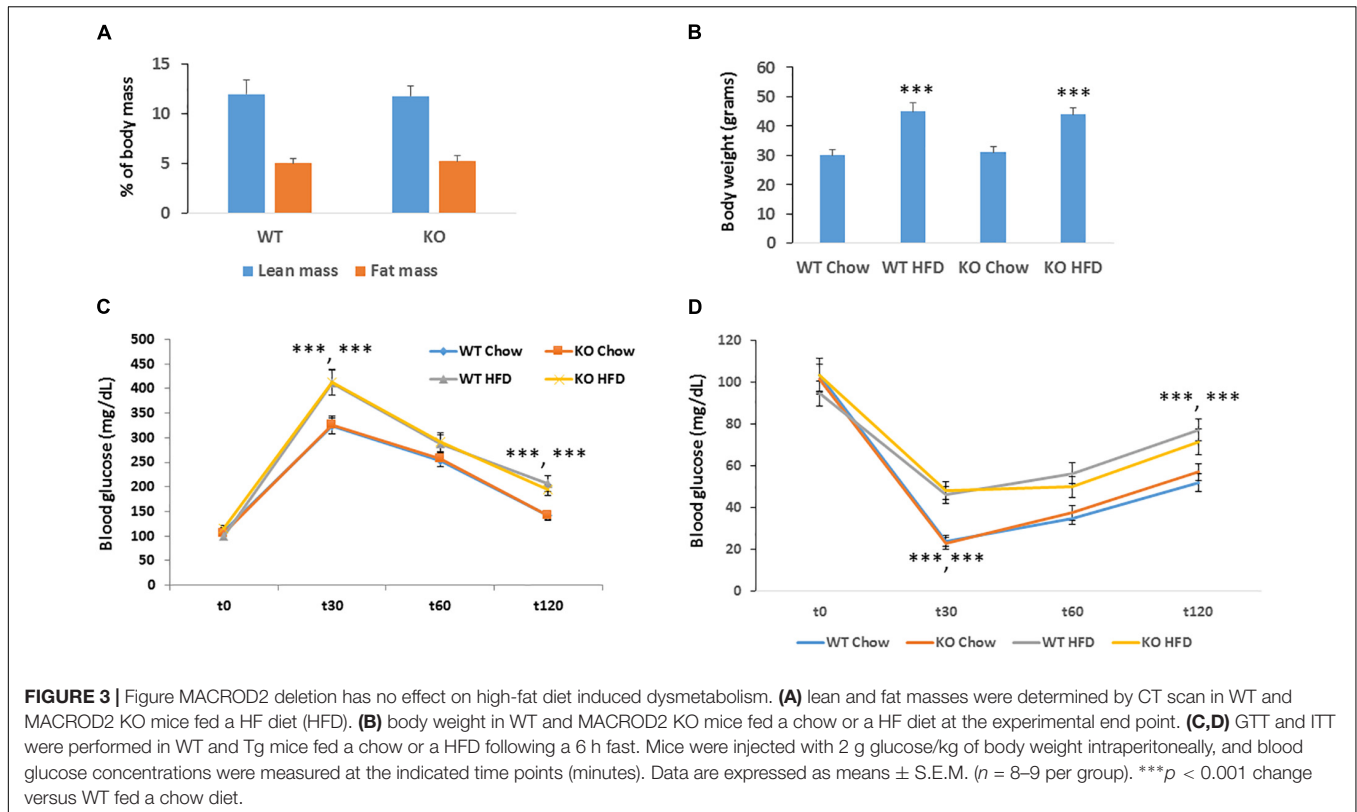 A
15
10
5
0
% of body mass
WT KO
Lean mass Fat mass
B
60
50
40
30
20
10
0
Body weight (grams)
*** ***
WT Chow WT HFD KO Chow KO HFD
C
500
450
400
350
300
250
200
150
100
50
0
Blood glucose (mg/dL)
***, ***
***, ***
WT Chow KO Chow
WT HFD KO HFD
t0 t30 t60 t120
D
120
100
80
60
40
20
0
Blood glucose (mg/dL)
***, ***
***,***
t0 t30 t60 t120
WT Chow KO Chow WT HFD KO HFD
FIGURE 3 | Figure MACROD2 deletion has no effect on high-fat diet induced dysmetabolism. (A) lean and fat masses were determined by CT scan in WT and
MACROD2 KO mice fed a HF diet (HFD). (B) body weight in WT and MACROD2 KO mice fed a chow or a HF diet at the experimental end point. (C,D) GTT and ITT
were performed in WT and Tg mice fed a chow or a HFD following a 6 h fast. Mice were injected with 2 g glucose/kg of body weight intraperitoneally, and blood
glucose concentrations were measured at the indicated time points (minutes). Data are expressed as means ± S.E.M. (n = 8–9 per group). ***p < 0.001 change
versus WT fed a chow diet.